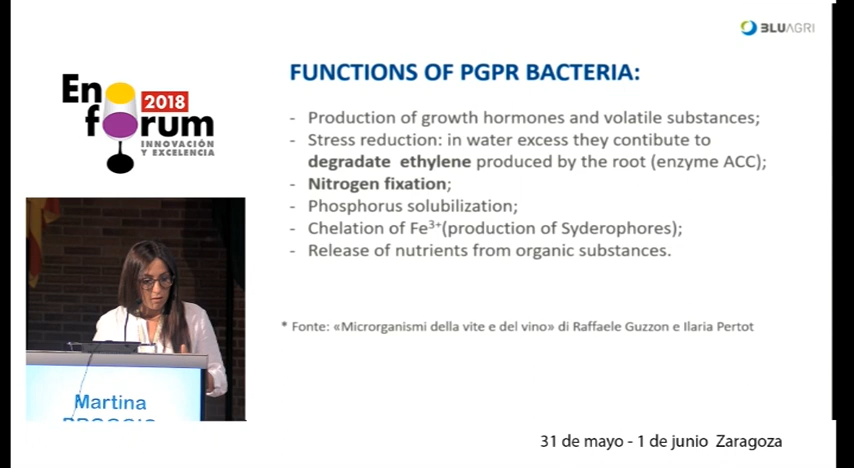 BLUAGRI
FUNCTIONS OF PGPR BACTERIA:
Eno
forum
2018
INNOVACIÓN
Y EXCELENCIA
- Production of growth hormones and volatile substances;
- Stress reduction: in water excess they contibute to
degradate ethylene produced by the root (enzyme ACC);
- Nitrogen fixation;
- Phosphorus solubilization;
- Chelation of Fe³⁺(production of Syderophores);
- Release of nutrients from organic substances.
* Fonte: «Microrganismi della vite e del vino» di Raffaele Guzzon e Ilaria Pertot
Martina
31 de mayo - 1 de junio Zaragoza